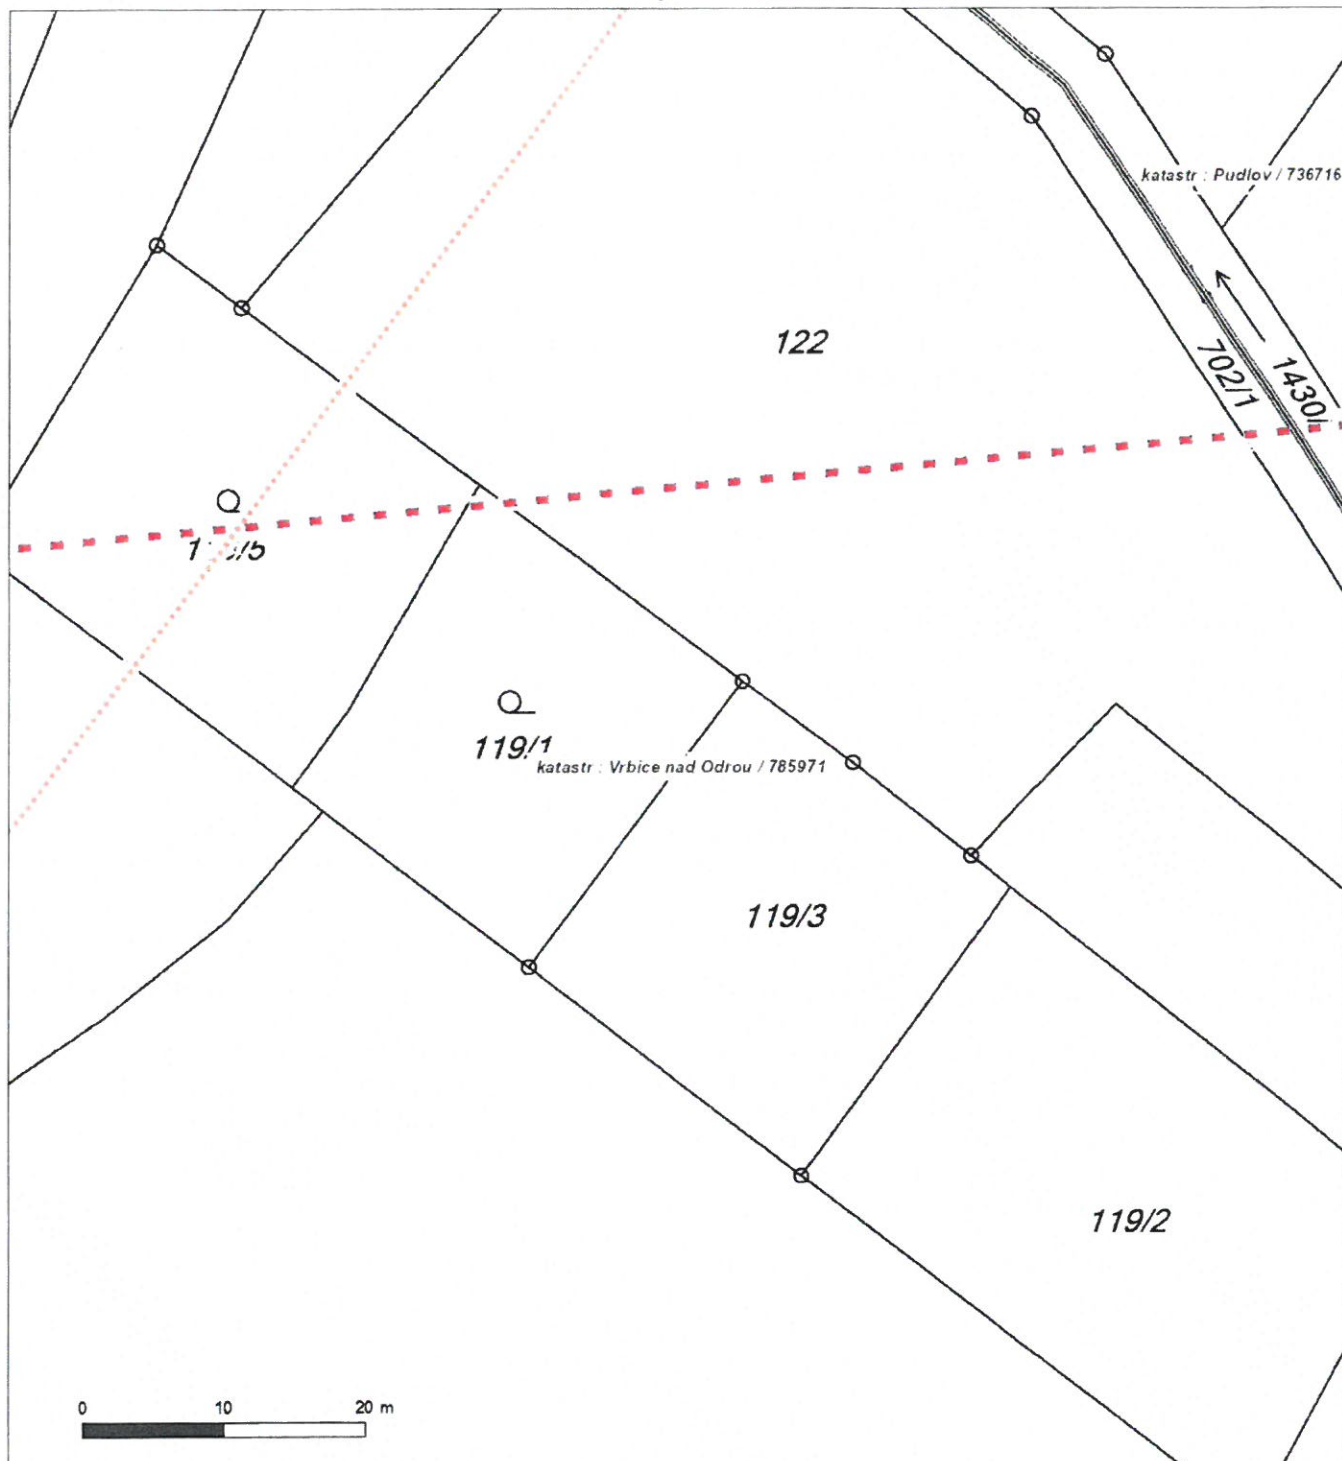 katastr : Pudlov / 736716
122
702/1
1430/
119/1
katastr : Vrbice nad Odrou / 785971
119/3
119/2
0 10 20 m